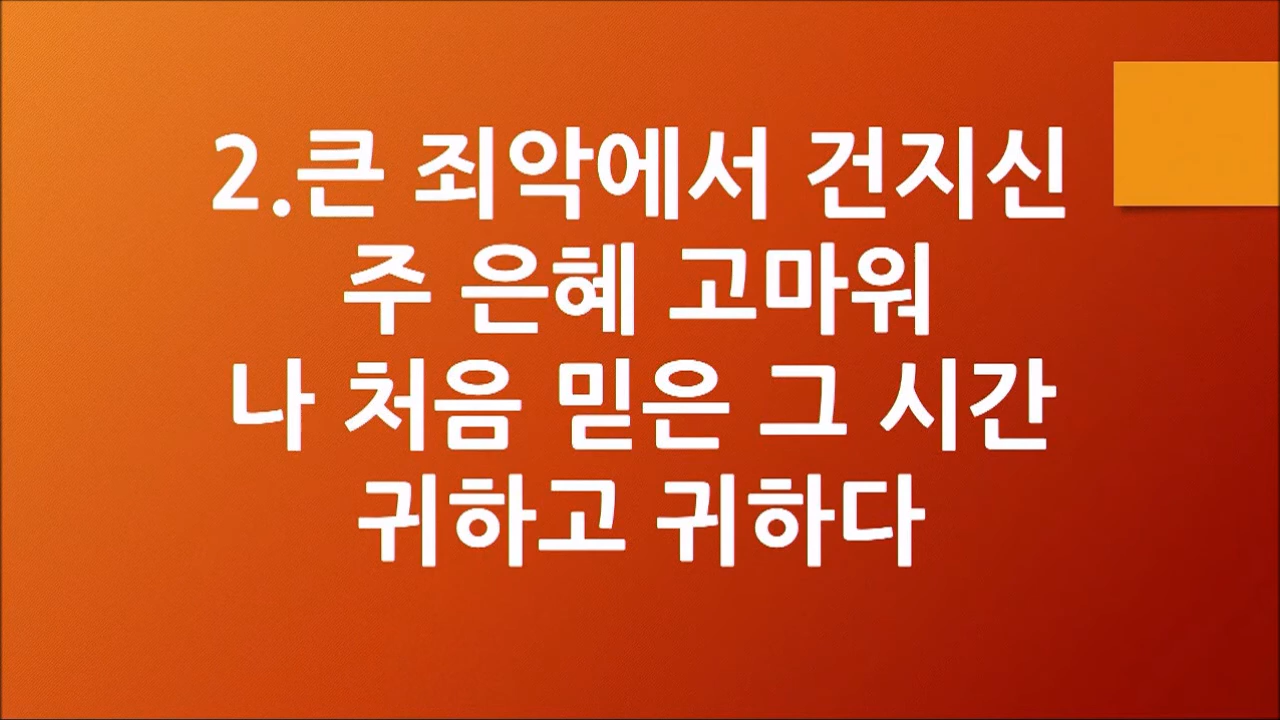 2.큰 죄악에서 건지신
주 은혜 고마워
나 처음 믿은 그 시간
귀하고 귀하다